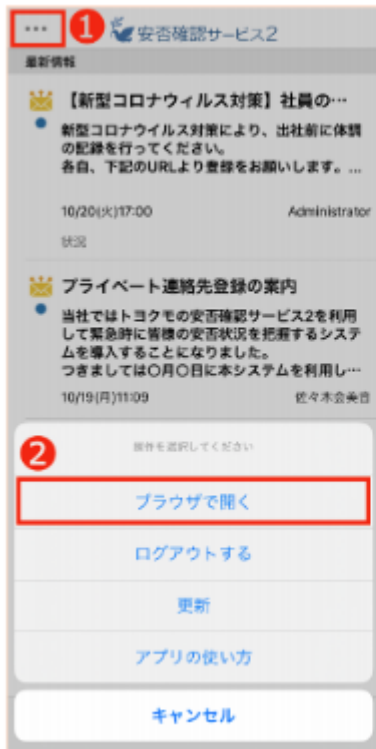 … 1 安否確認サービス2
最新情報
【新型コロナウィルス対策】社員の…
新型コロナウイルス対策により、出社前に体調
の記録を行ってください。
各自、下記のURLより登録をお願いします。...
10/20(火)17:00 Administrator
状況
プライベート連絡先登録の案内
当社ではトヨクモの安否確認サービス2を利用
して緊急時に皆様の安否状況を把握するシステ
ムを導入することになりました。
つきましては〇月〇日に本システムを利用し…
10/19(月)11:09 佐々木会美音
2
操作を選択してください
ブラウザで開く
ログアウトする
更新
アプリの使い方
キャンセル